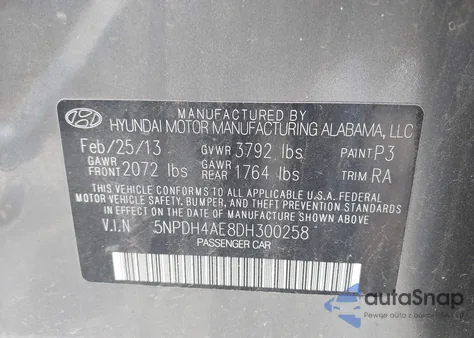 MANUFACTURED BY
HYUNDAI MOTOR MANUFACTURING ALABAMA, LLC
Feb/25/13 GVWR 3792 lbs PAINT P3
GAWR FRONT 2072 lbs GAWR REAR 1764 lbs TRIM RA
THIS VEHICLE CONFORMS TO ALL APPLICABLE U.S.A. FEDERAL
MOTOR VEHICLE SAFETY, BUMPER, AND THEFT PREVENTION STANDARDS
IN EFFECT ON THE DATE OF MANUFACTURE SHOWN ABOVE.
V.I.N 5NPDH4AE8DH300258
PASSENGER CAR
autoSnap
Pewne auto z